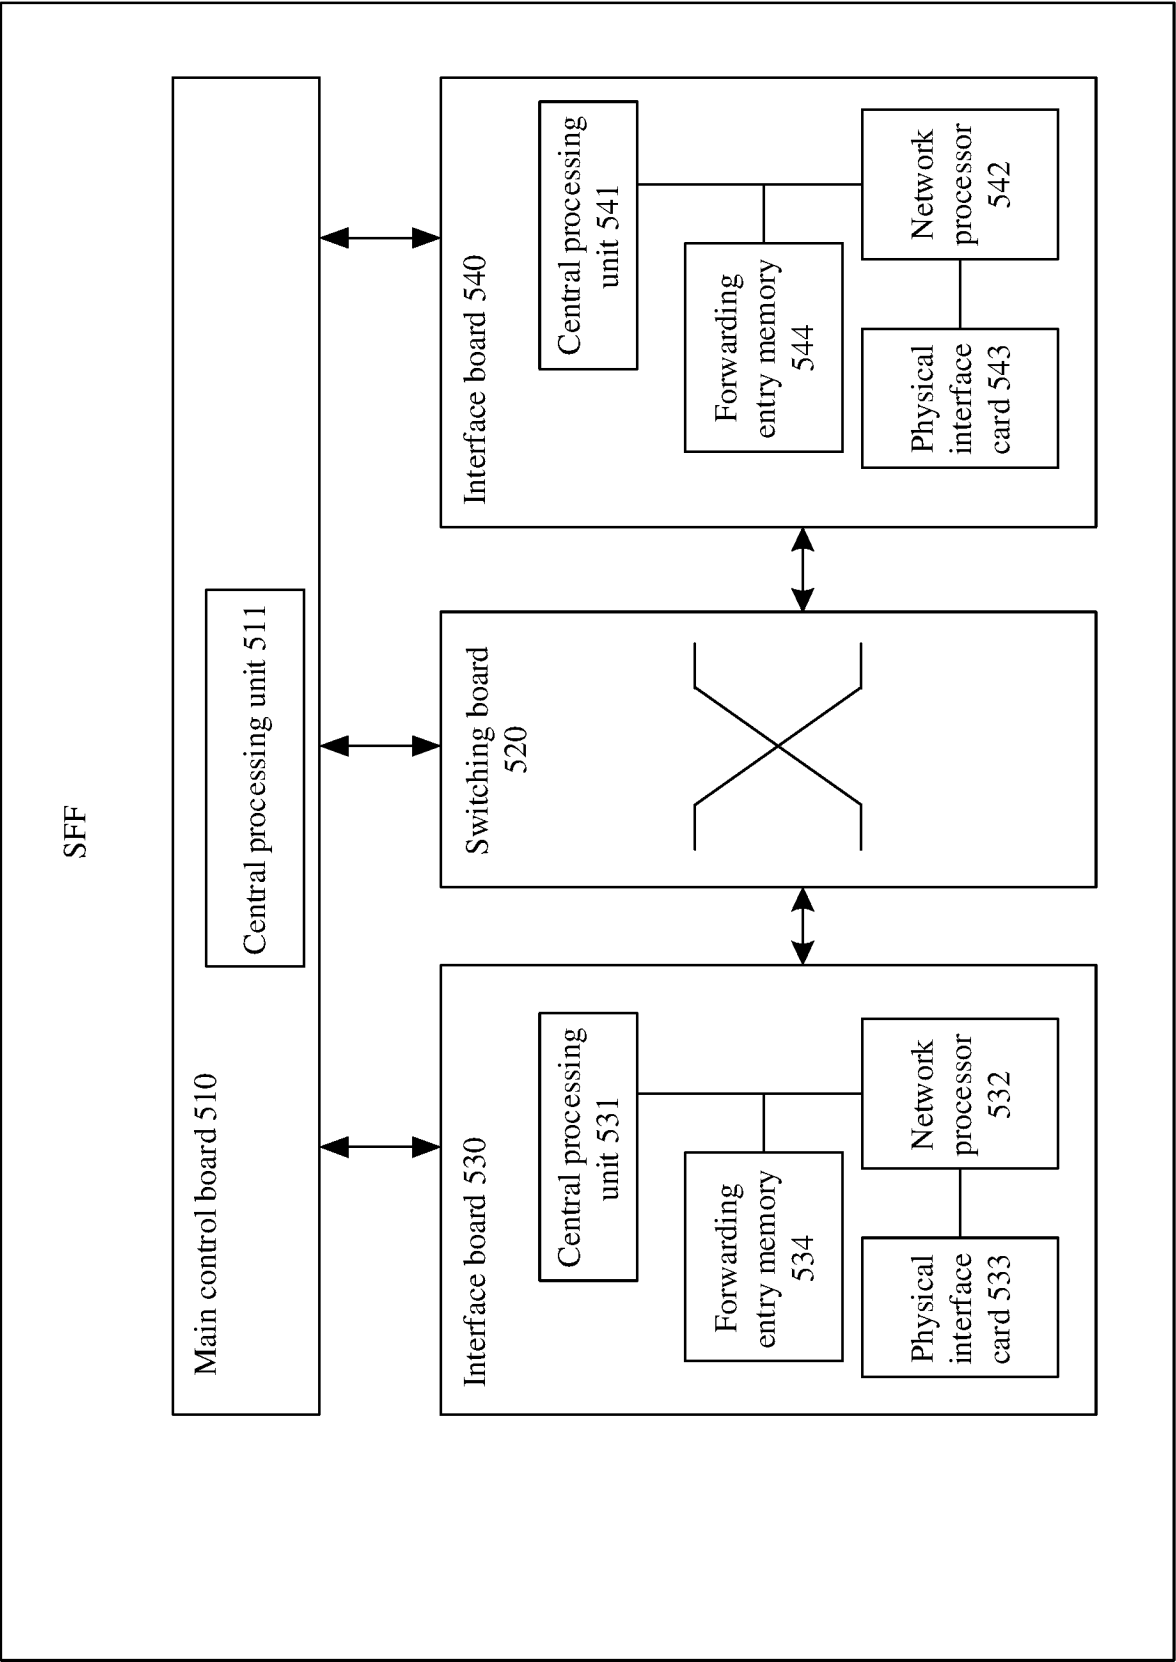 SFF
Main control board 510
Central processing unit 511
Interface board 530
Central processing
unit 531
Forwarding
entry memory
534
Physical
interface
card 533
Network
processor
532
Switching board
520
Interface board 540
Central processing
unit 541
Forwarding
entry memory
544
Physical
interface
card 543
Network
processor
542